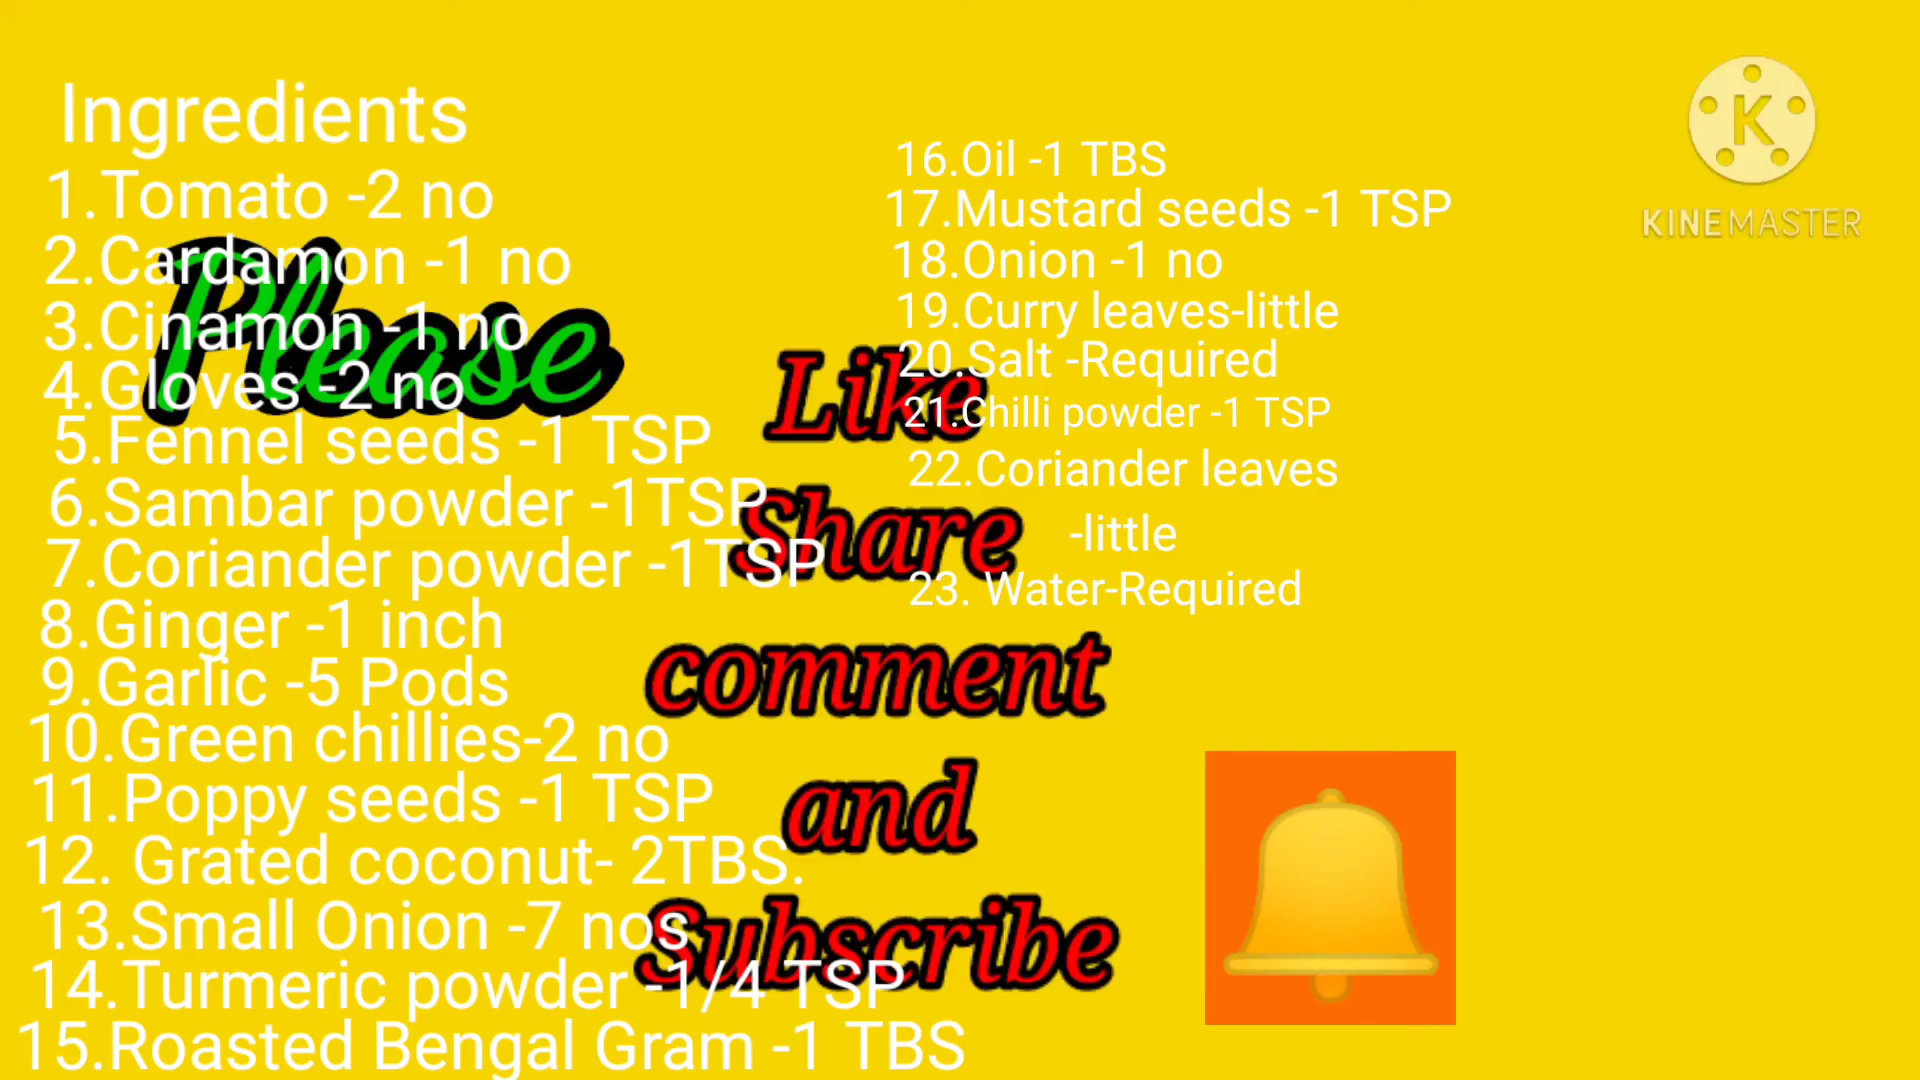 Ingredients
1.Tomato -2 no
2.Cardamon -1 no
3.Cinamon -1 no
4.Gloves -2 no
5.Fennel seeds -1 TSP
6.Sambar powder -1TSP
7.Coriander powder -1TSP
8.Ginger -1 inch
9.Garlic -5 Pods
10.Green chillies-2 no
11.Poppy seeds -1 TSP
12. Grated coconut- 2TBS.
13.Small Onion -7 nos
14.Turmeric powder -1/4 TSP
15.Roasted Bengal Gram -1 TBS
16.Oil -1 TBS
17.Mustard seeds -1 TSP
18.Onion -1 no
19.Curry leaves-little
20.Salt -Required
21.Chilli powder -1 TSP
22.Coriander leaves
-little
23. Water-Required
Please
Like
Share
comment
and
Subscribe
K
KINEMASTER